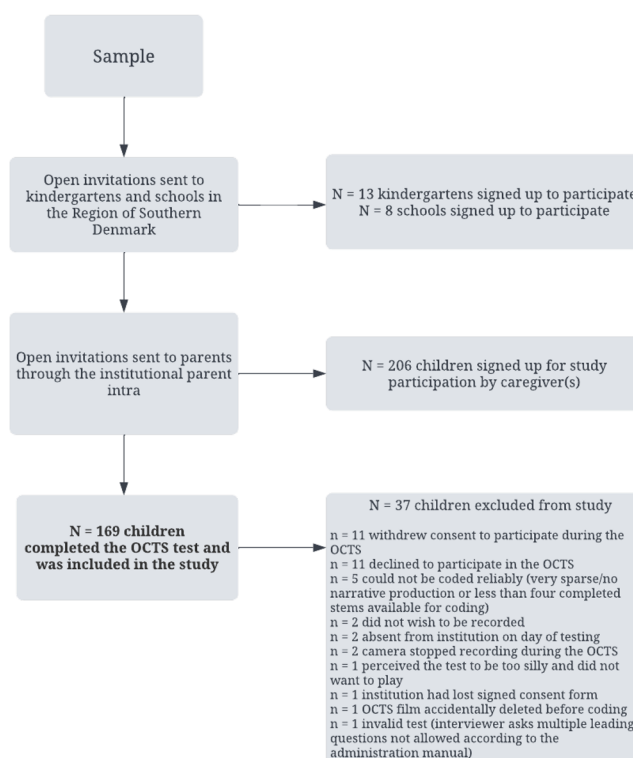 Sample
Open invitations sent to
kindergartens and schools in
the Region of Southern
Denmark
N = 13 kindergartens signed up to participate
N = 8 schools signed up to participate
Open invitations sent to parents
through the institutional parent
intra
N = 206 children signed up for study
participation by caregiver(s)
N = 169 children
completed the OCTS test and
was included in the study
N = 37 children excluded from study
n = 11 withdrew consent to participate during the
OCTS
n = 11 declined to participate in the OCTS
n = 5 could not be coded reliably (very sparse/no
narrative production or less than four completed
stems available for coding)
n = 2 did not wish to be recorded
n = 2 absent from institution on day of testing
n = 2 camera stopped recording during the OCTS
n = 1 perceived the test to be too silly and did not
want to play
n = 1 institution had lost signed consent form
n = 1 OCTS film accidentally deleted before coding
n = 1 invalid test (interviewer asks multiple leading
questions not allowed according to the
administration manual)